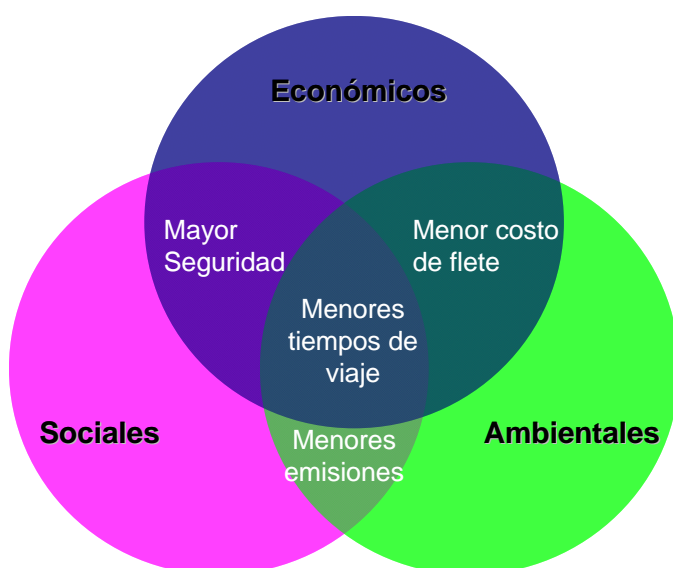 Económicos
Mayor
Seguridad
Menor costo
de flete
Menores
tiempos de
viaje
Sociales
Ambientales
Menores
emisiones